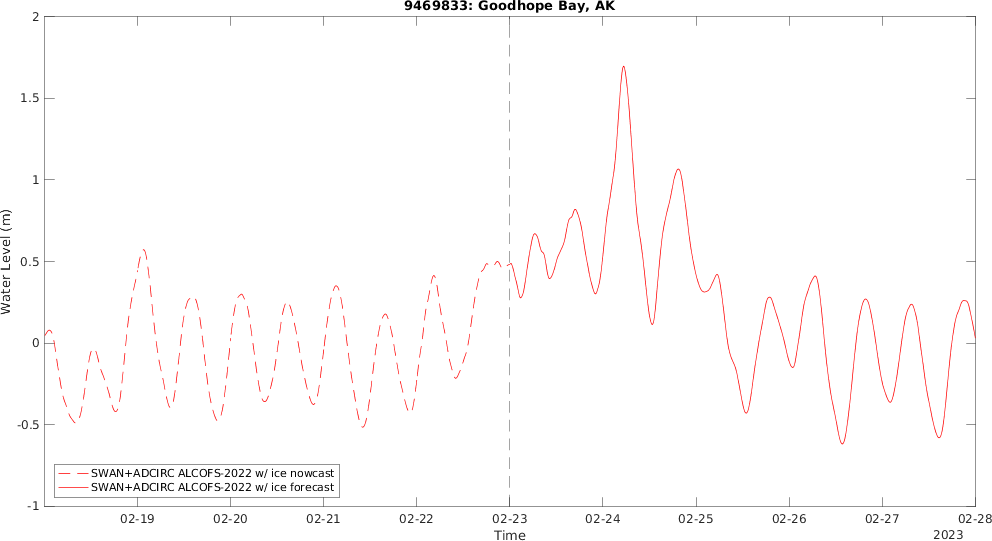 9469833: Goodhope Bay, AK
Water Level (m)
2
1.5
1
0.5
0
-0.5
-1
SWAN+ADCIRC ALCOFS-2022 w/ ice nowcast
SWAN+ADCIRC ALCOFS-2022 w/ ice forecast
02-19 02-20 02-21 02-22 02-23 02-24 02-25 02-26 02-27 02-28
Time
2023